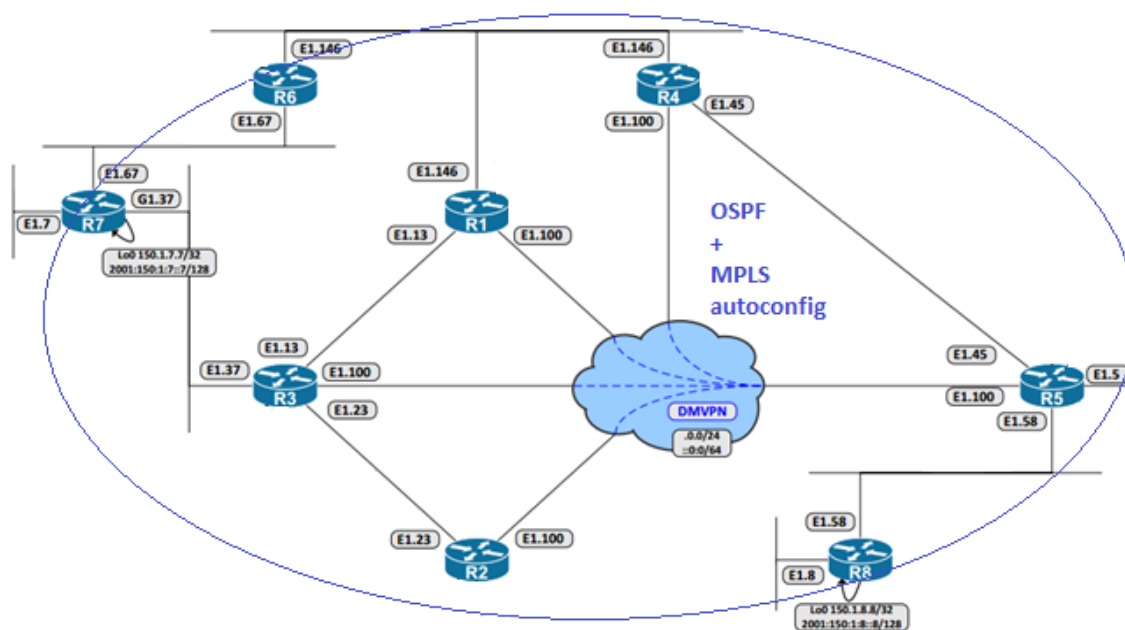 E1.146
E1.146
R6
R4
E1.45
E1.67
E1.100
E1.67
E1.146
G1.37
E1.7
R7
R1
OSPF
+
MPLS
autoconfig
E1.13
E1.100
Lo0 150.1.7.7/32
2001:150:1:7::7/128
E1.13
E1.45
E1.37
E1.100
E1.5
R3
R5
E1.100
E1.23
DMVPN
E1.58
.0.0/24
::0:0/64
E1.23
E1.100
E1.58
R2
E1.8
R8
Lo0 150.1.8.8/32
2001:150:1:8::8/128